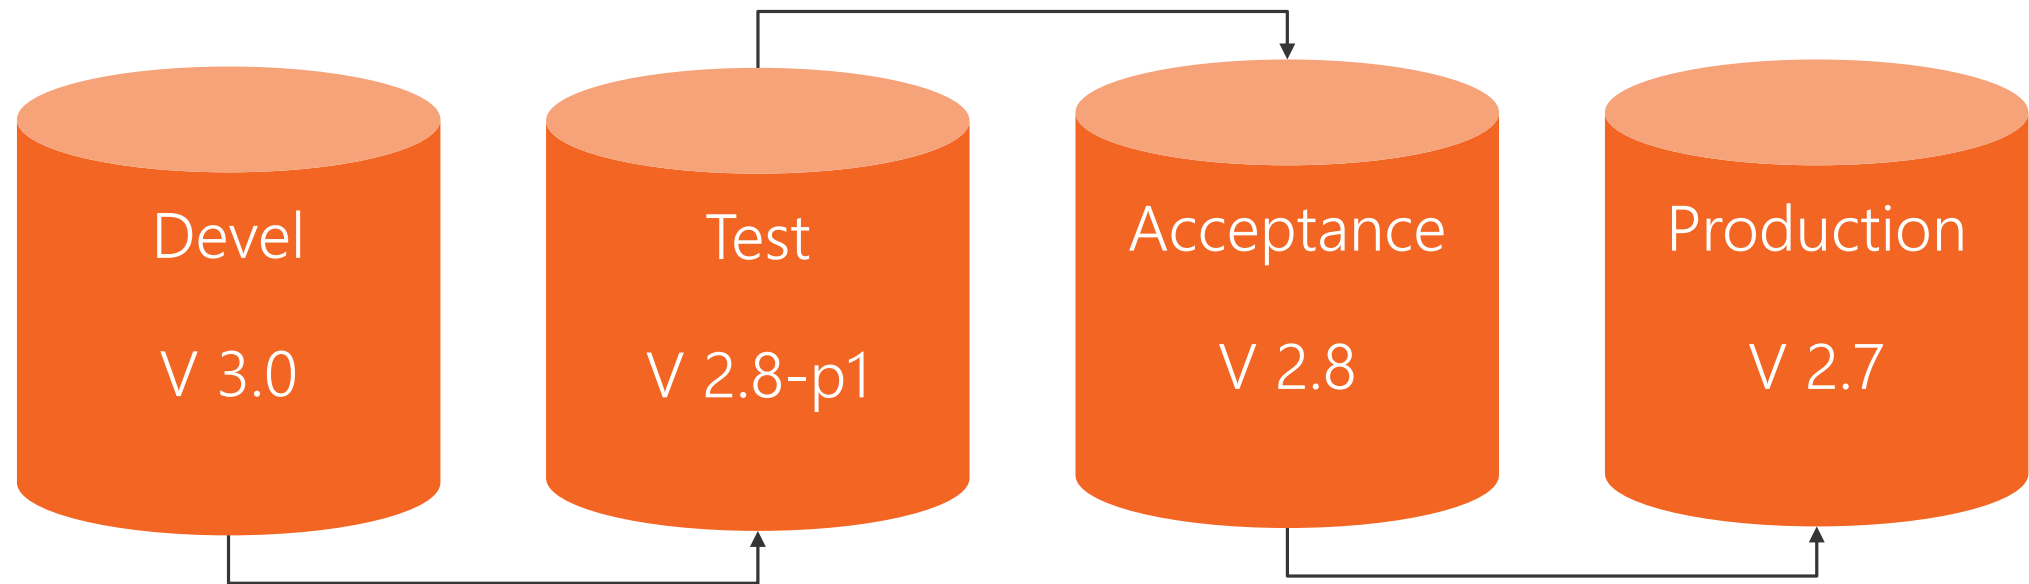 Devel
V 3.0
Test
V 2.8-p1
Acceptance
V 2.8
Production
V 2.7